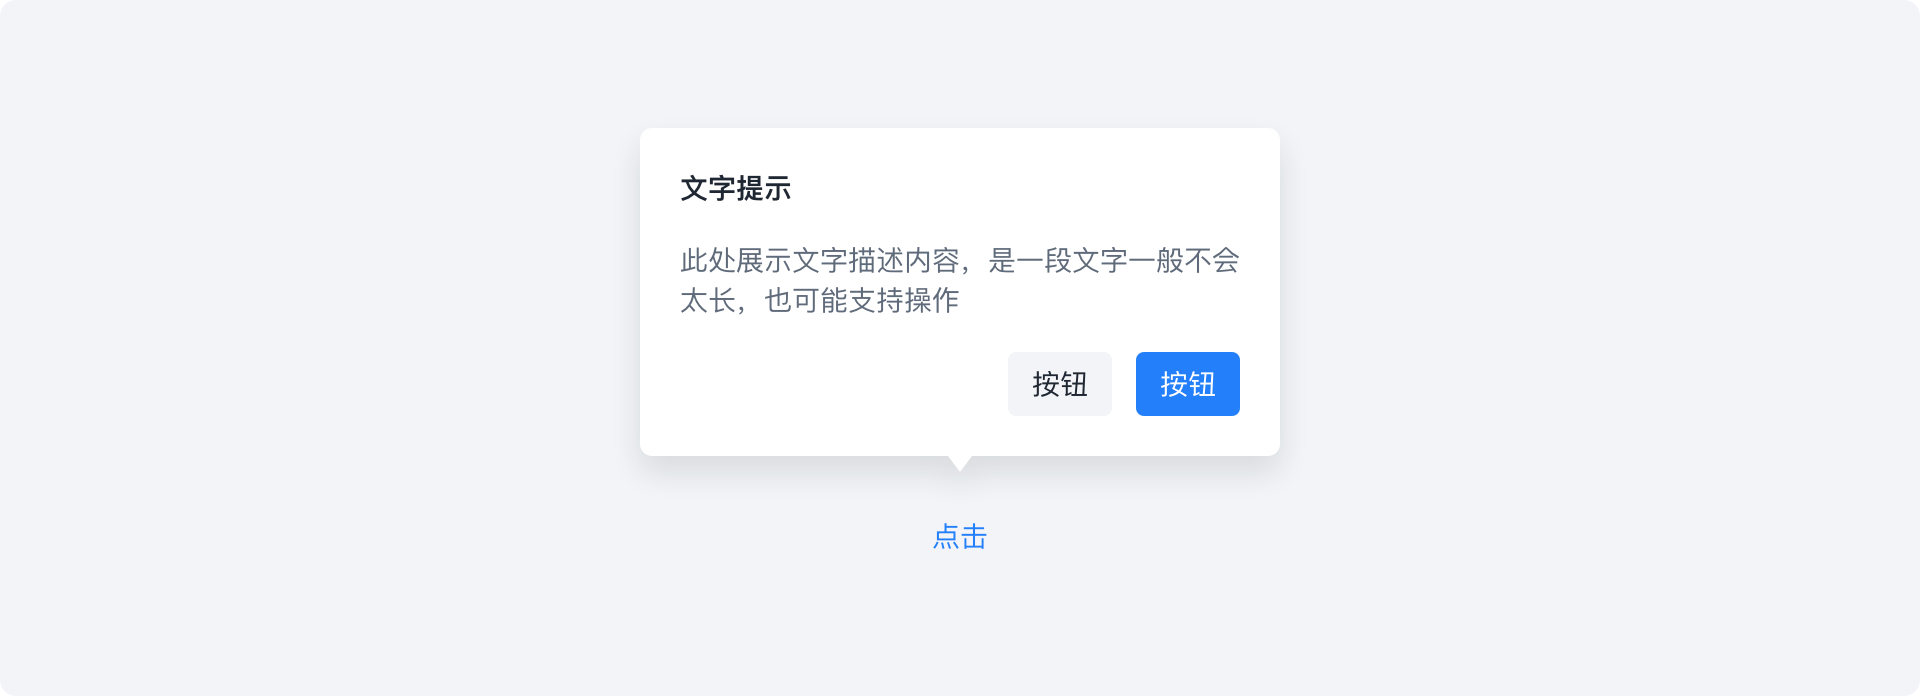 文字提示
此处展示文字描述内容，是一段文字一般不会
太长，也可能支持操作
按钮 按钮
点击